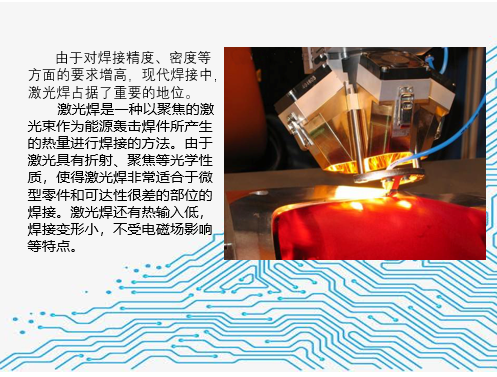 由于对焊接精度、密度等
方面的要求增高，现代焊接中，
激光焊占据了重要的地位。
激光焊是一种以聚焦的激
光束作为能源轰击焊件所产生
的热量进行焊接的方法。由于
激光具有折射、聚焦等光学性
质，使得激光焊非常适合于微
型零件和可达性很差的部位的
焊接。激光焊还有热输入低，
焊接变形小，不受电磁场影响
等特点。